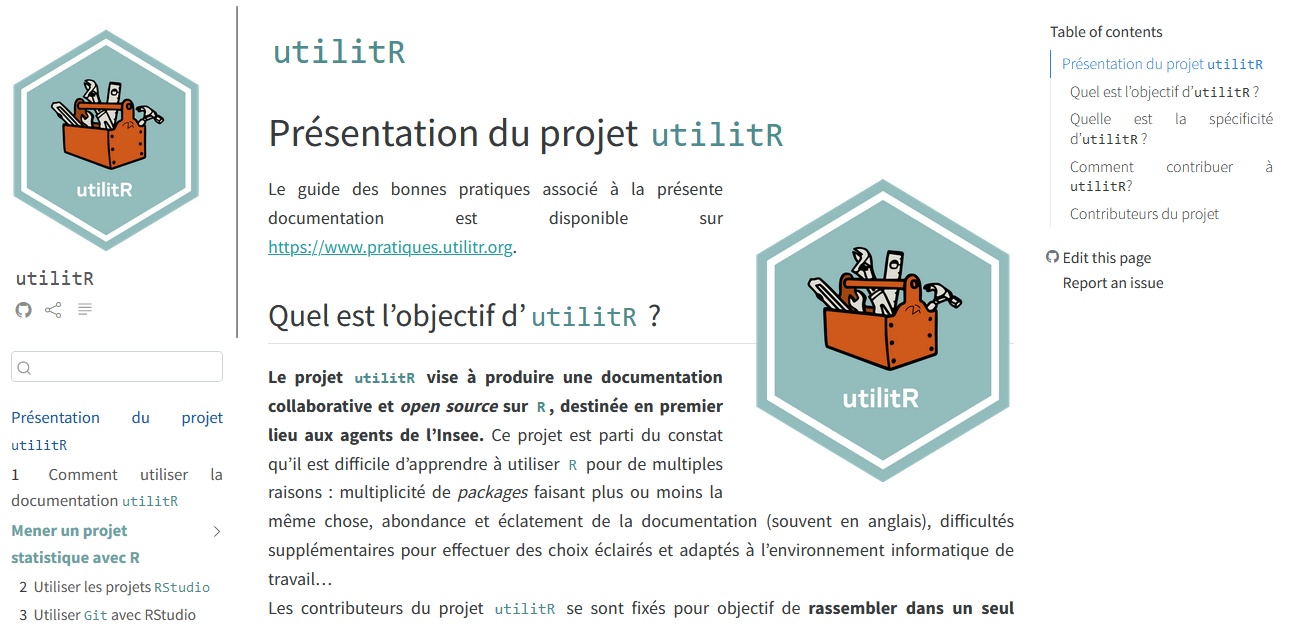 utilitR
utilitR
Présentation du projet
utilitR
1 Comment utiliser la
documentation utilitR
Mener un projet
statistique avec R
2 Utiliser les projets RStudio
3 Utiliser Git avec RStudio
utilitR
Présentation du projet utilitR
Le guide des bonnes pratiques associé à la présente
documentation est disponible sur
https://www.pratiques.utilitr.org.
utilitR
Quel est l’objectif d’utilitR ?
Le projet utilitR vise à produire une documentation
collaborative et open source sur R, destinée en premier
lieu aux agents de l’Insee. Ce projet est parti du constat
qu’il est difficile d’apprendre à utiliser R pour de multiples
raisons : multiplicité de packages faisant plus ou moins la
même chose, abondance et éclatement de la documentation (souvent en anglais), difficultés
supplémentaires pour effectuer des choix éclairés et adaptés à l’environnement informatique de
travail…
Les contributeurs du projet utilitR se sont fixés pour objectif de rassembler dans un seul
Table of contents
Présentation du projet utilitR
Quel est l’objectif d’utilitR ?
Quelle est la spécificité
d’utilitR ?
Comment contribuer à
utilitR?
Contributeurs du projet
Edit this page
Report an issue